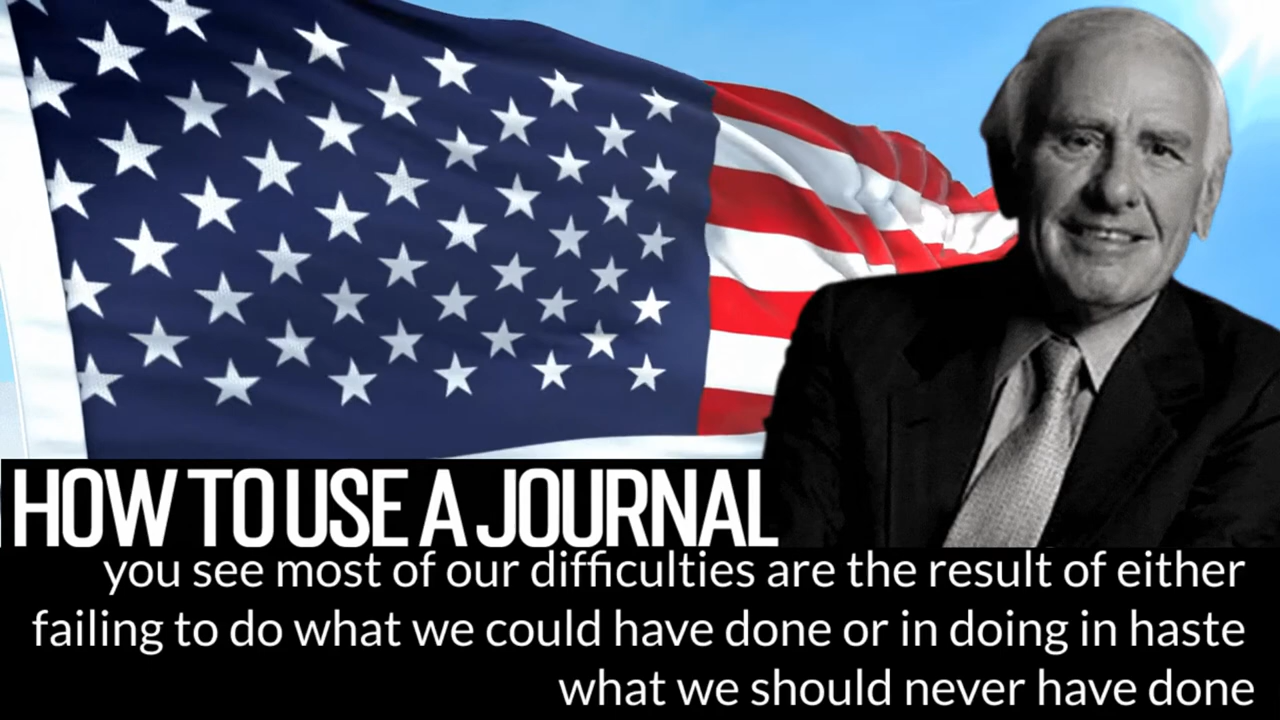 HOW TO USE A JOURNAL
you see most of our difficulties are the result of either
failing to do what we could have done or in doing in haste
what we should never have done